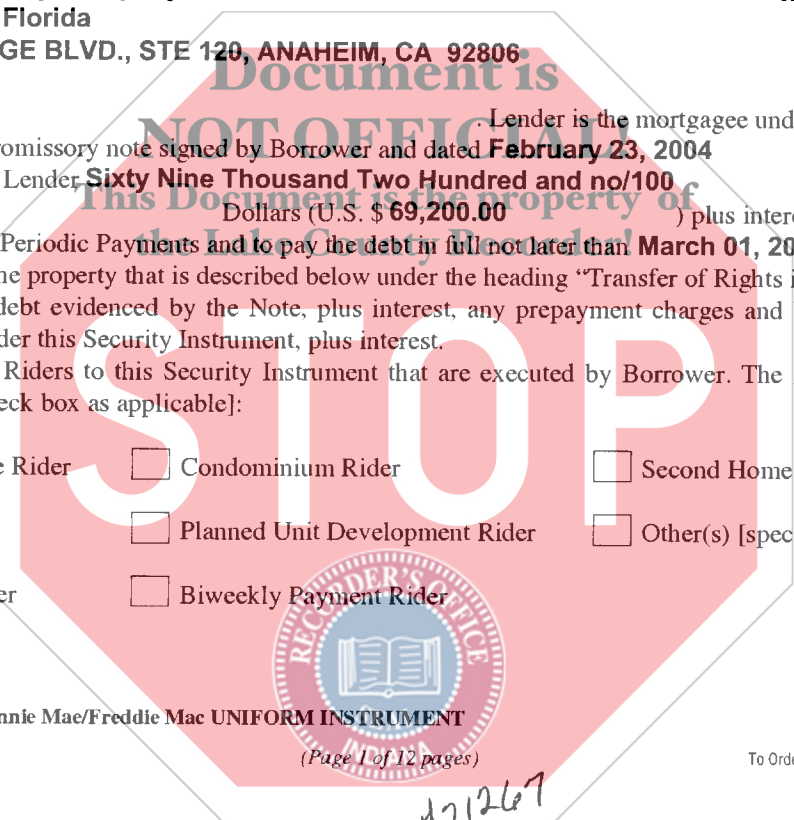 Florida
GE BLVD., STE 120, ANAHEIM, CA 92806
Document is
. Lender is the mortgagee und
NOT OFFICIAL!
omissory note signed by Borrower and dated February 23, 2004
Lender Sixty Nine Thousand Two Hundred and no/100
This Document is the property of
Dollars (U.S. $ 69,200.00 ) plus intere
the Lake County Recorder!
Periodic Payments and to pay the debt in full not later than March 01, 20
ne property that is described below under the heading “Transfer of Rights i
debt evidenced by the Note, plus interest, any prepayment charges and
der this Security Instrument, plus interest.
Riders to this Security Instrument that are executed by Borrower. The
eck box as applicable]:
STOP
e Rider Condominium Rider Second Home
Planned Unit Development Rider Other(s) [spec
er Biweekly Payment Rider
RECORDER'S OFFICE
INDIANA
nnie Mae/Freddie Mac UNIFORM INSTRUMENT
(Page 1 of 12 pages)
To Orde